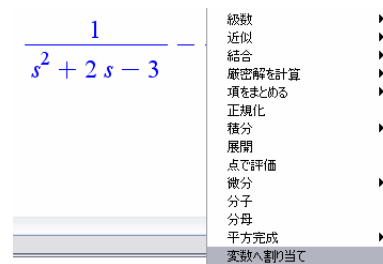 1
s² + 2 s − 3
−
級数
近似
結合
厳密解を計算
項をまとめる
正規化
積分
展開
点で評価
微分
分子
分母
平方完成
変数へ割り当て